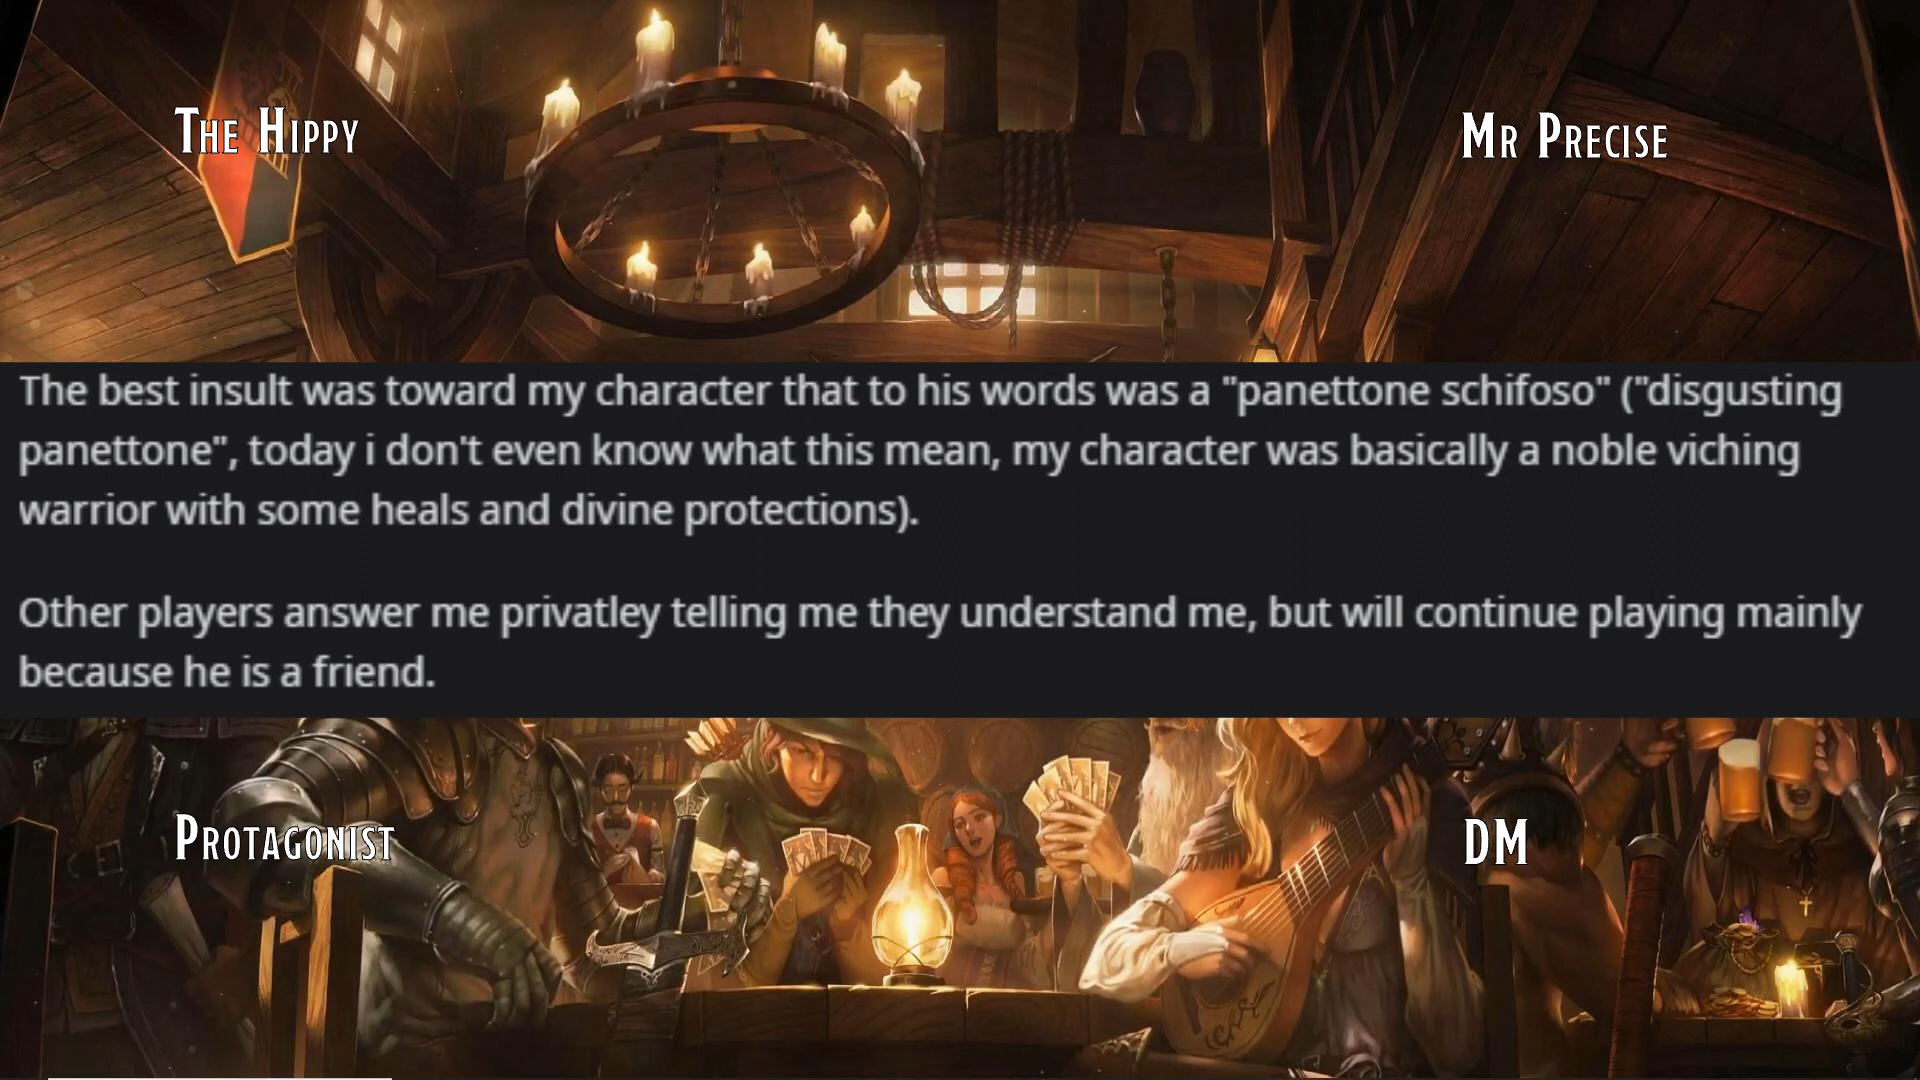 The Hippy
Mr Precise
The best insult was toward my character that to his words was a "panettone schifoso" ("disgusting
panettone", today i don't even know what this mean, my character was basically a noble viching
warrior with some heals and divine protections).
Other players answer me privatley telling me they understand me, but will continue playing mainly
because he is a friend.
Protagonist
DM